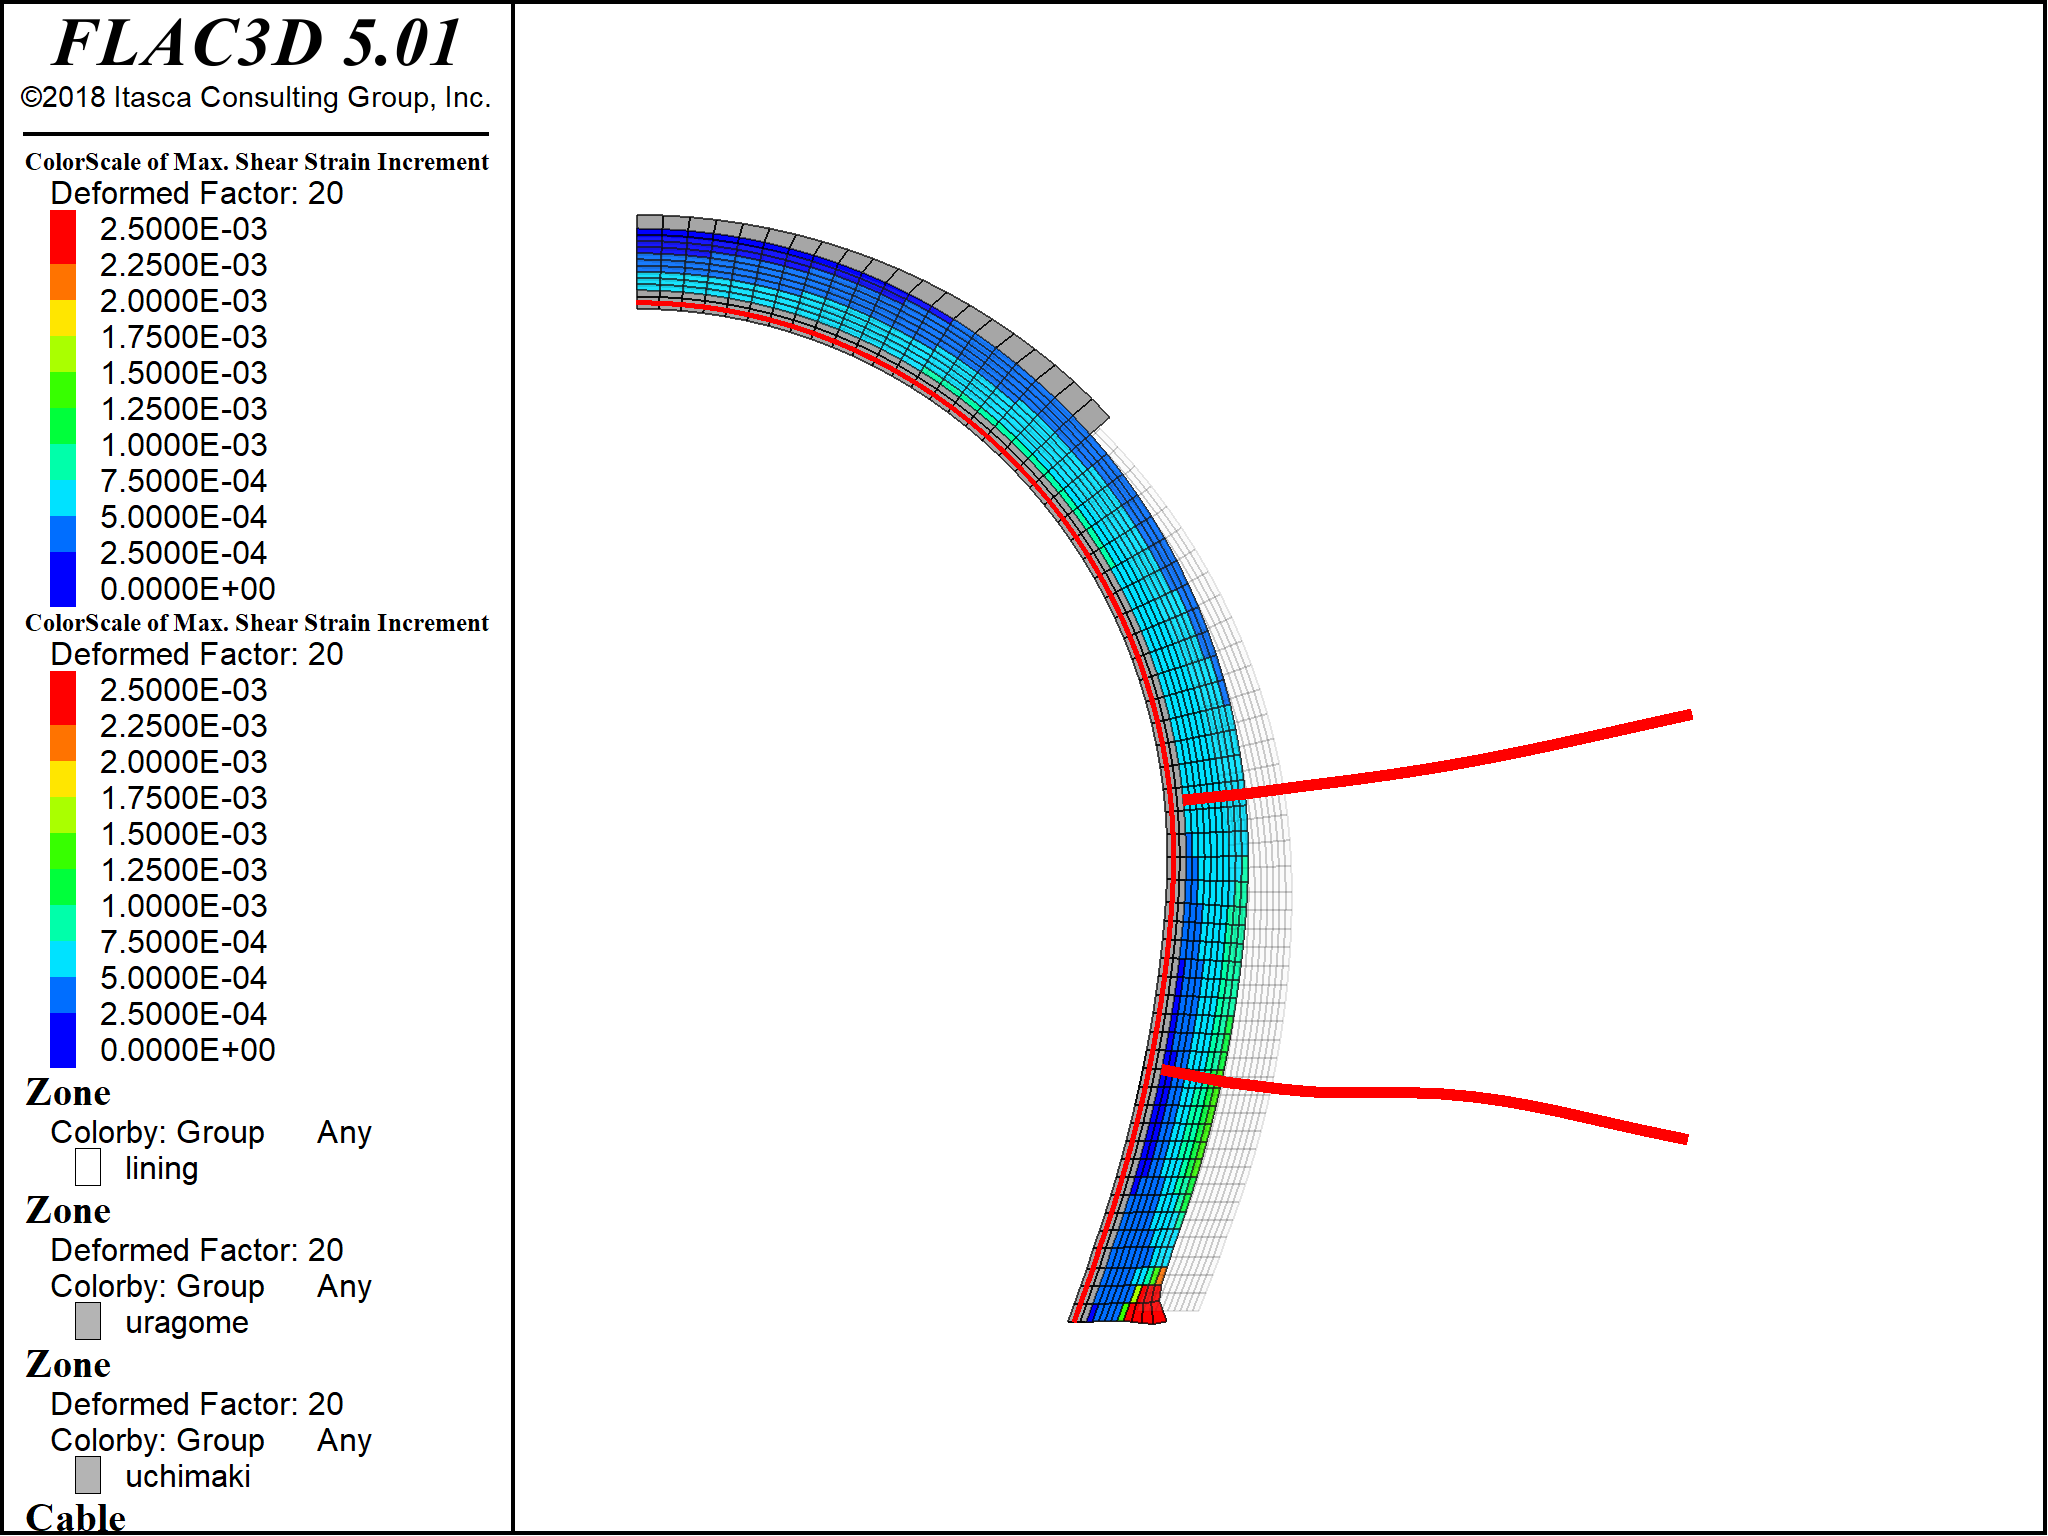 FLAC3D 5.01
©2018 Itasca Consulting Group, Inc.
ColorScale of Max. Shear Strain Increment
Deformed Factor: 20
2.5000E-03
2.2500E-03
2.0000E-03
1.7500E-03
1.5000E-03
1.2500E-03
1.0000E-03
7.5000E-04
5.0000E-04
2.5000E-04
0.0000E+00
ColorScale of Max. Shear Strain Increment
Deformed Factor: 20
2.5000E-03
2.2500E-03
2.0000E-03
1.7500E-03
1.5000E-03
1.2500E-03
1.0000E-03
7.5000E-04
5.0000E-04
2.5000E-04
0.0000E+00
Zone
Colorby: Group Any
lining
Zone
Deformed Factor: 20
Colorby: Group Any
uragome
Zone
Deformed Factor: 20
Colorby: Group Any
uchimaki
Cable